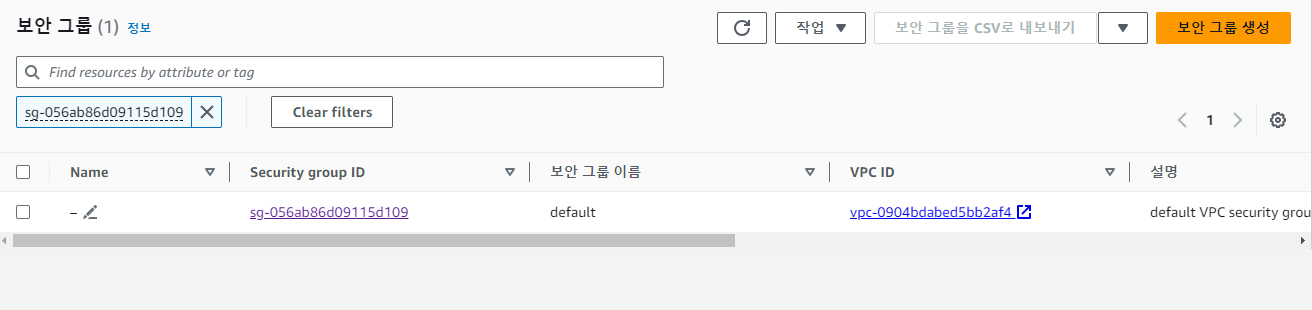 보안 그룹 (1) 정보
작업
보안 그룹을 CSV로 내보내기
보안 그룹 생성
Find resources by attribute or tag
sg-056ab86d09115d109
Clear filters
1
Name Security group ID 보안 그룹 이름 VPC ID 설명
– sg-056ab86d09115d109 default vpc-0904bdabed5bb2af4 default VPC security grou